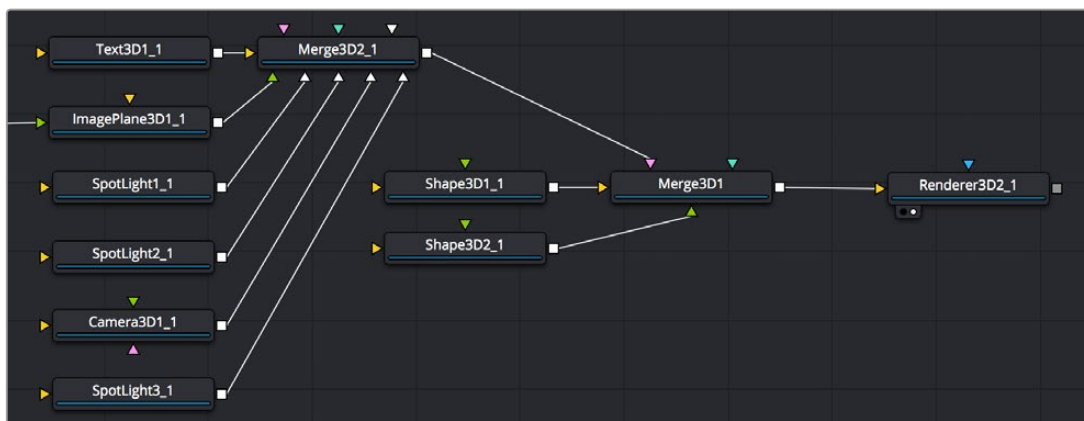 Text3D1_1
Merge3D2_1
ImagePlane3D1_1
SpotLight1_1
Shape3D1_1
Merge3D1
Renderer3D2_1
SpotLight2_1
Shape3D2_1
Camera3D1_1
SpotLight3_1